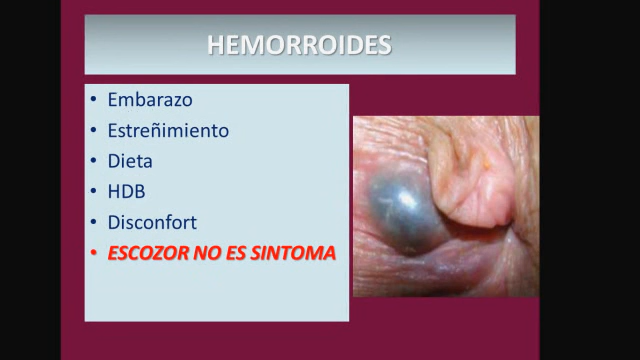 HEMORROIDES
• Embarazo
• Estreñimiento
• Dieta
• HDB
• Disconfort
• ESCOZOR NO ES SINTOMA